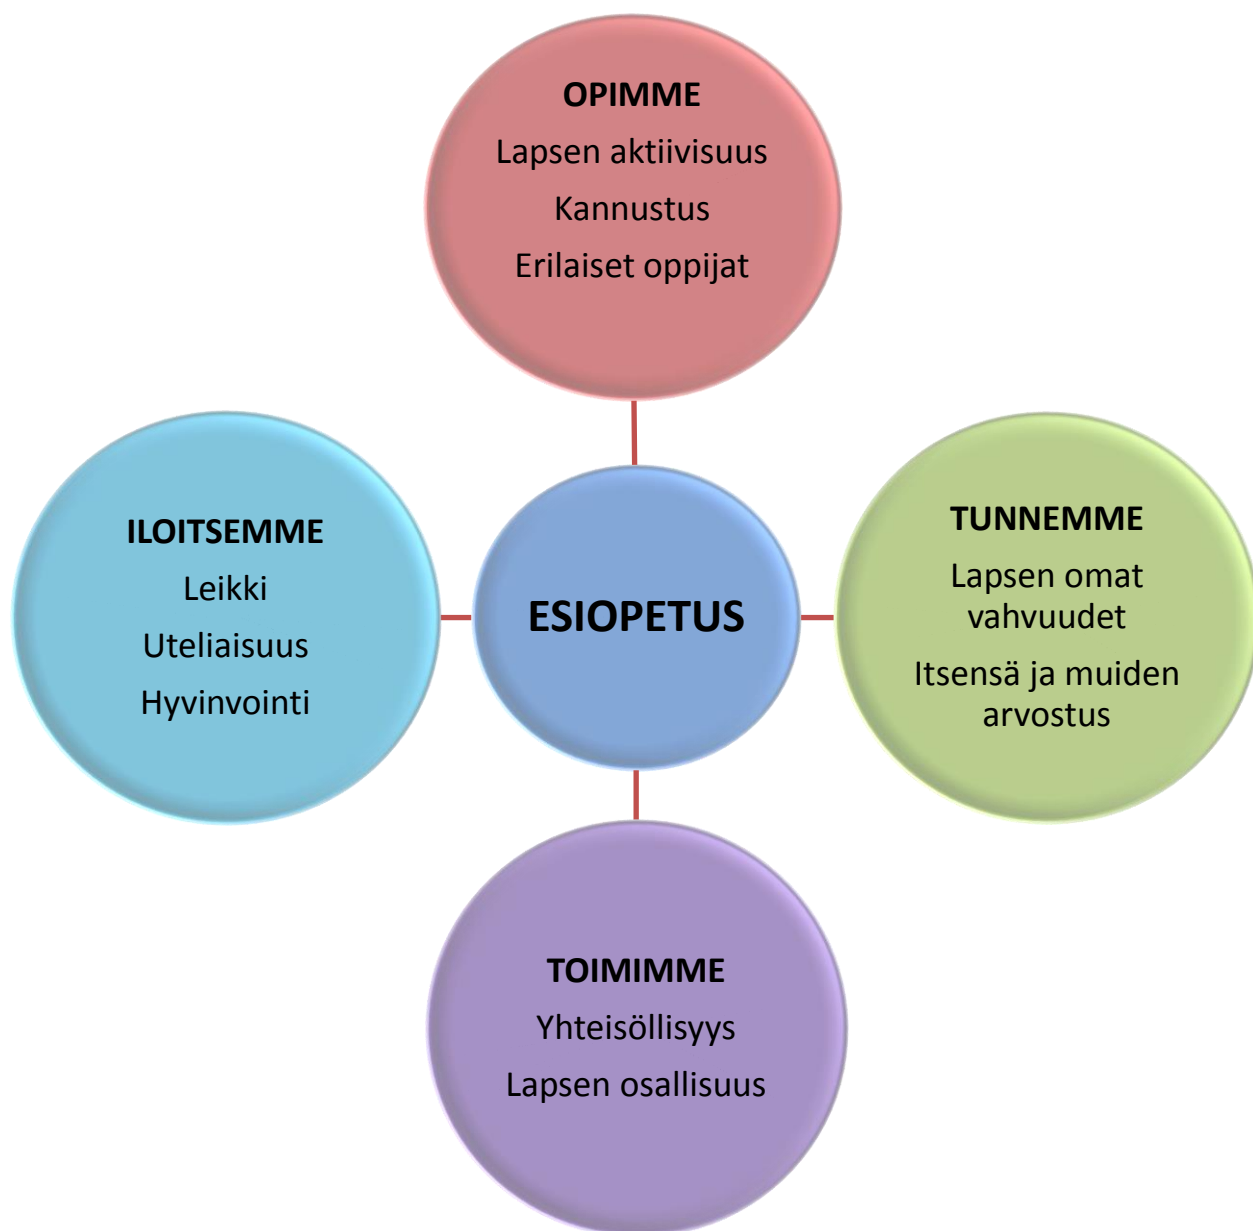 OPIMME
Lapsen aktiivisuus
Kannustus
Erilaiset oppijat
ILOITSEMME
Leikki
Uteliaisuus
Hyvinvointi
ESIOPETUS
TUNNEMME
Lapsen omat
vahvuudet
Itsensä ja muiden
arvostus
TOIMIMME
Yhteisöllisyys
Lapsen osallisuus